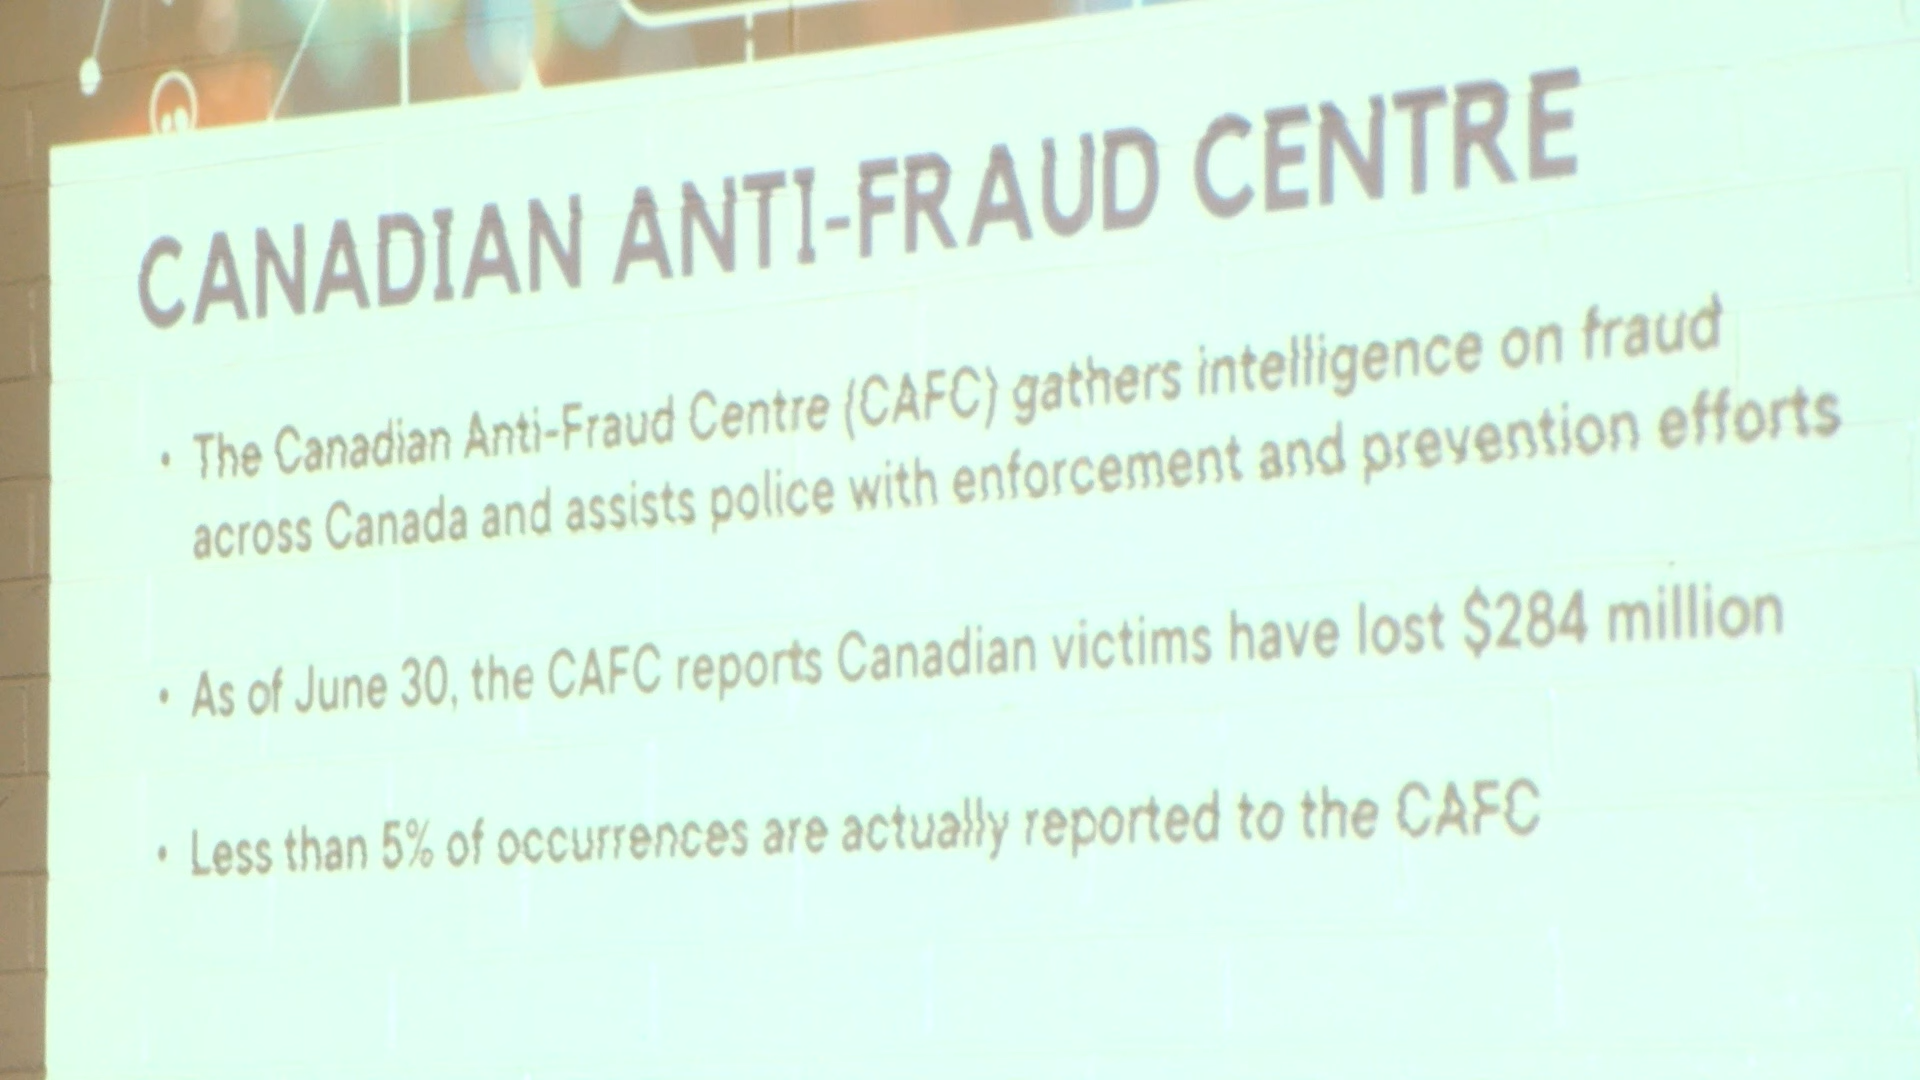 CANADIAN ANTI-FRAUD CENTRE
• The Canadian Anti-Fraud Centre (CAFC) gathers intelligence on fraud
across Canada and assists police with enforcement and prevention efforts
• As of June 30, the CAFC reports Canadian victims have lost $284 million
• Less than 5% of occurrences are actually reported to the CAFC